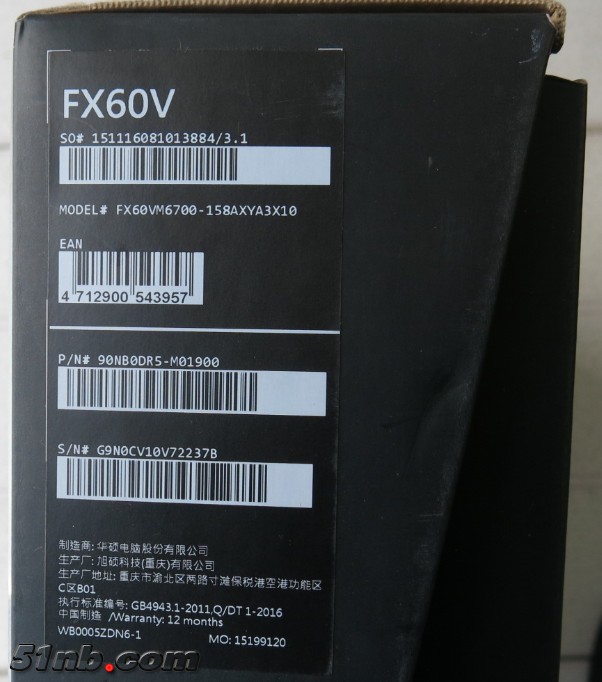 FX60V
SO# 151116081013884/3.1
MODEL# FX60VM6700-158AXYA3X10
EAN
4 712900 543957
P/N# 90NB0DR5-M01900
S/N# G9N0CV10V72237B
制造商: 华硕电脑股份有限公司
生产厂: 旭硕科技(重庆)有限公司
生产厂地址: 重庆市渝北区两路寸滩保税港空港功能区
C区B01
执行标准编号: GB4943.1-2011,Q/DT 1-2016
中国制造 /Warranty: 12 months
WB0005ZDN6-1 MO: 15199120
51nb.com